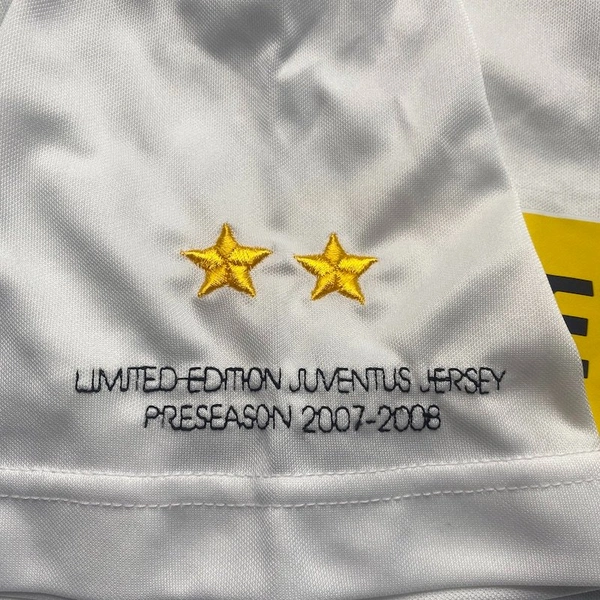 LIMITED-EDITION JUVENTUS JERSEY
PRESEASON 2007-2008